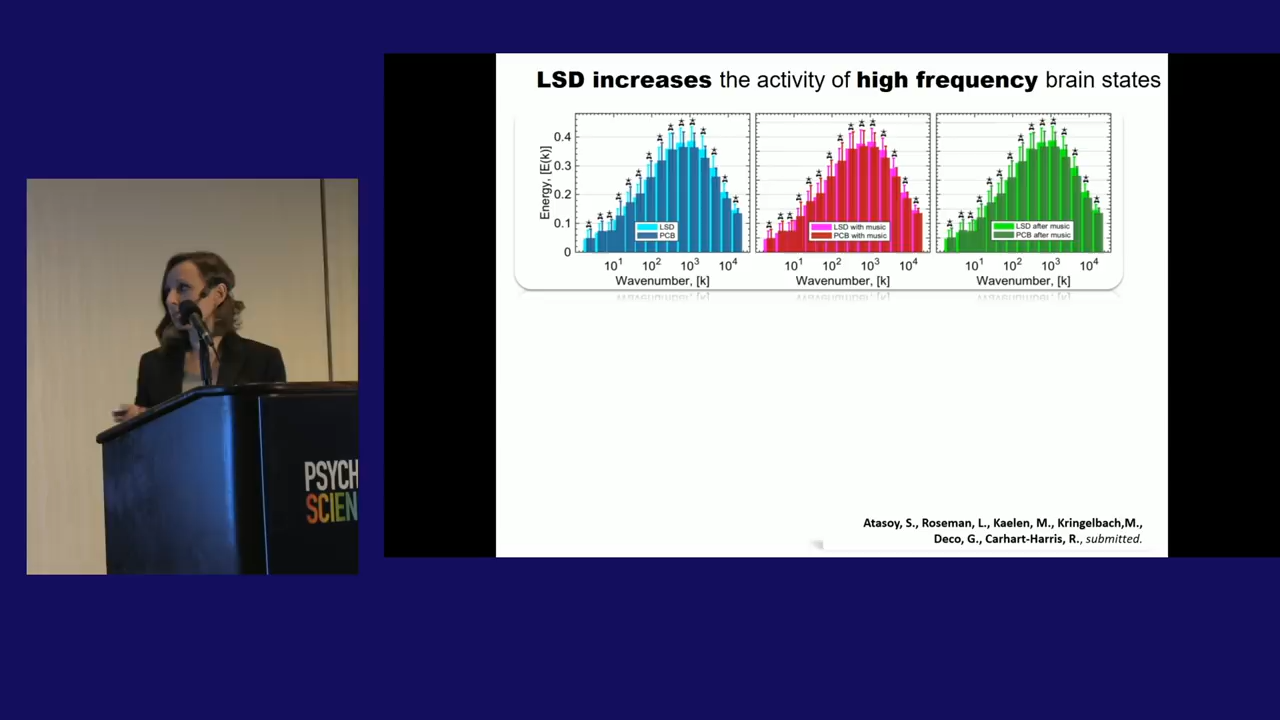 LSD increases the activity of high frequency brain states
Energy, [E(k)]
0.4
0.3
0.2
0.1
0
LSD
PCB
10¹ 10² 10³ 10⁴
Wavenumber, [k]
LSD with music
PCB with music
10¹ 10² 10³ 10⁴
Wavenumber, [k]
LSD after music
PCB after music
10¹ 10² 10³ 10⁴
Wavenumber, [k]
PSYCH
SCIEN
Atasoy, S., Roseman, L., Kaelen, M., Kringelbach,M.,
Deco, G., Carhart-Harris, R., submitted.